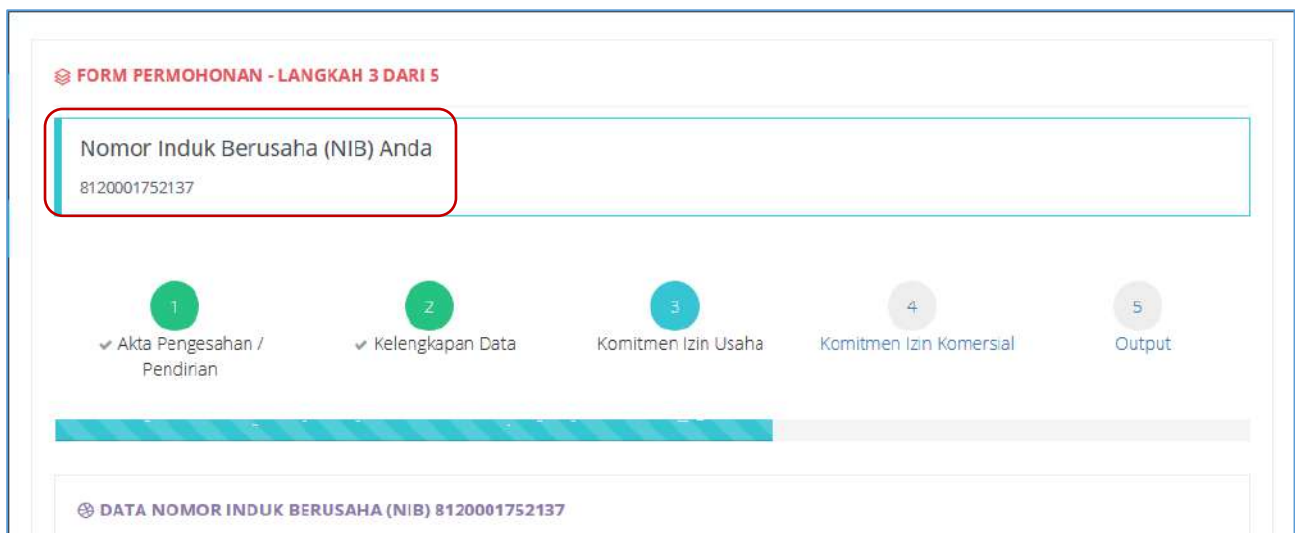 FORM PERMOHONAN - LANGKAH 3 DARI 5
Nomor Induk Berusaha (NIB) Anda
8120001752137
1
2
3
4
5
Akta Pengesahan /
Pendirian
Kelengkapan Data
Komitmen Izin Usaha
Komitmen Izin Komersial
Output
DATA NOMOR INDUK BERUSAHA (NIB) 8120001752137